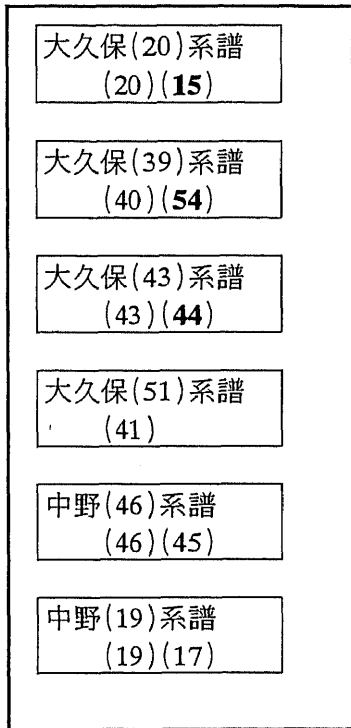 大久保(20)系譜
(20)(15)
大久保(39)系譜
(40)(54)
大久保(43)系譜
(43)(44)
大久保(51)系譜
(41)
中野(46)系譜
(46)(45)
中野(19)系譜
(19)(17)